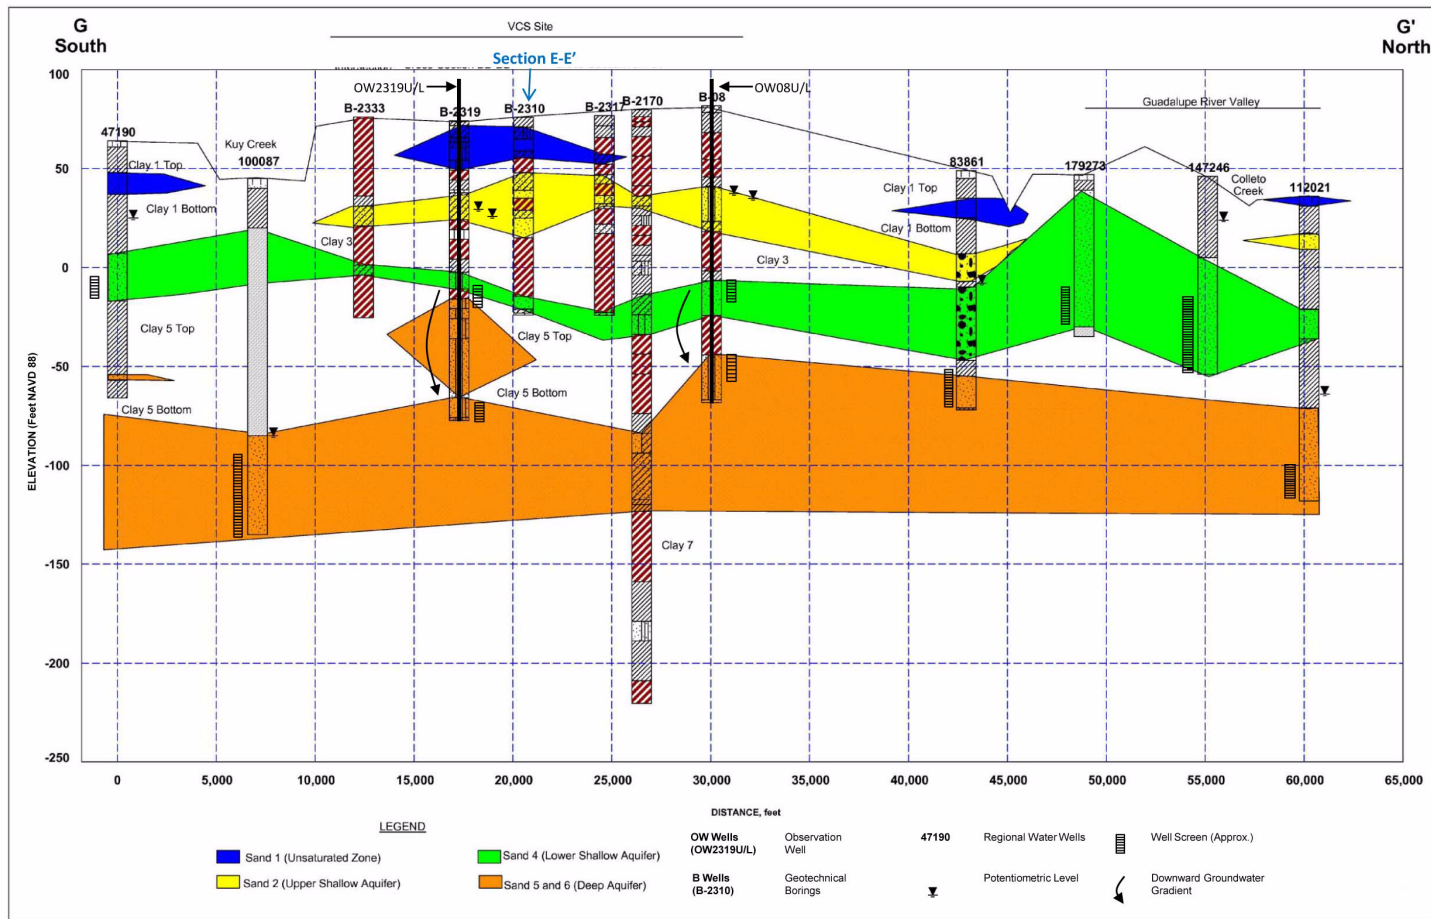 G
South
VCS Site
G'
North
Section E-E'
OW2319U/L
OW08U/L
Guadalupe River Valley
47190
Kuy Creek
100087
B-2333
B-2319
B-2310
B-2317
B-2170
B-08
83861
179273
147246
Colleto
Creek
112021
Clay 1 Top
Clay 1 Bottom
Clay 3
Clay 5 Top
Clay 5 Bottom
Clay 5 Top
Clay 5 Bottom
Clay 3
Clay 1 Top
Clay 1 Bottom
Clay 7
ELEVATION (Feet NAVD 88)
100
50
0
-50
-100
-150
-200
-250
0 5,000 10,000 15,000 20,000 25,000 30,000 35,000 40,000 45,000 50,000 55,000 60,000 65,000
DISTANCE, feet
LEGEND
Sand 1 (Unsaturated Zone)
Sand 2 (Upper Shallow Aquifer)
Sand 4 (Lower Shallow Aquifer)
Sand 5 and 6 (Deep Aquifer)
OW Wells
(OW2319U/L)
Observation
Well
B Wells
(B-2310)
Geotechnical
Borings
47190
Regional Water Wells
Potentiometric Level
Well Screen (Approx.)
Downward Groundwater
Gradient